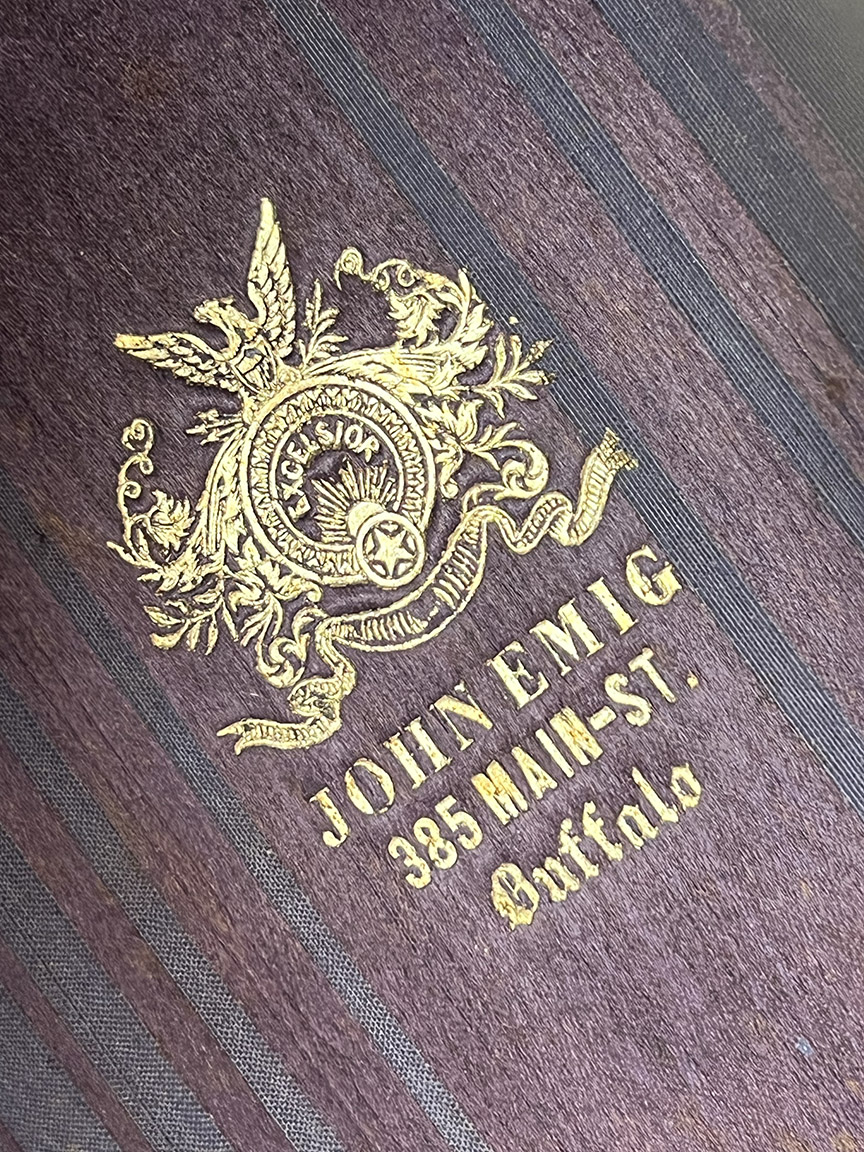 EXCELSIOR
JOHN EMIG
385 MAIN-ST.
Buffalo